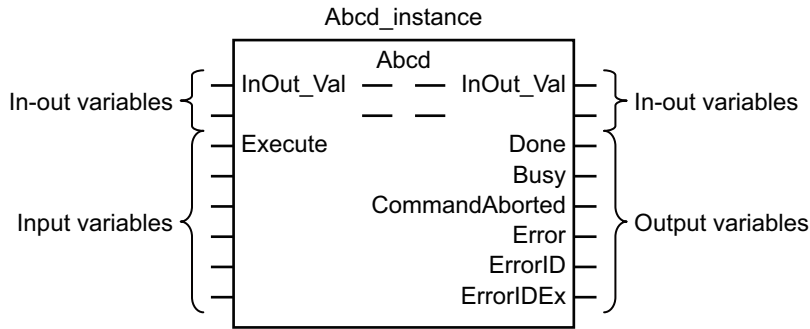 Abcd_instance
Abcd
In-out variables
InOut_Val
InOut_Val
In-out variables
Execute
Done
Busy
Input variables
CommandAborted
Output variables
Error
ErrorID
ErrorIDEx